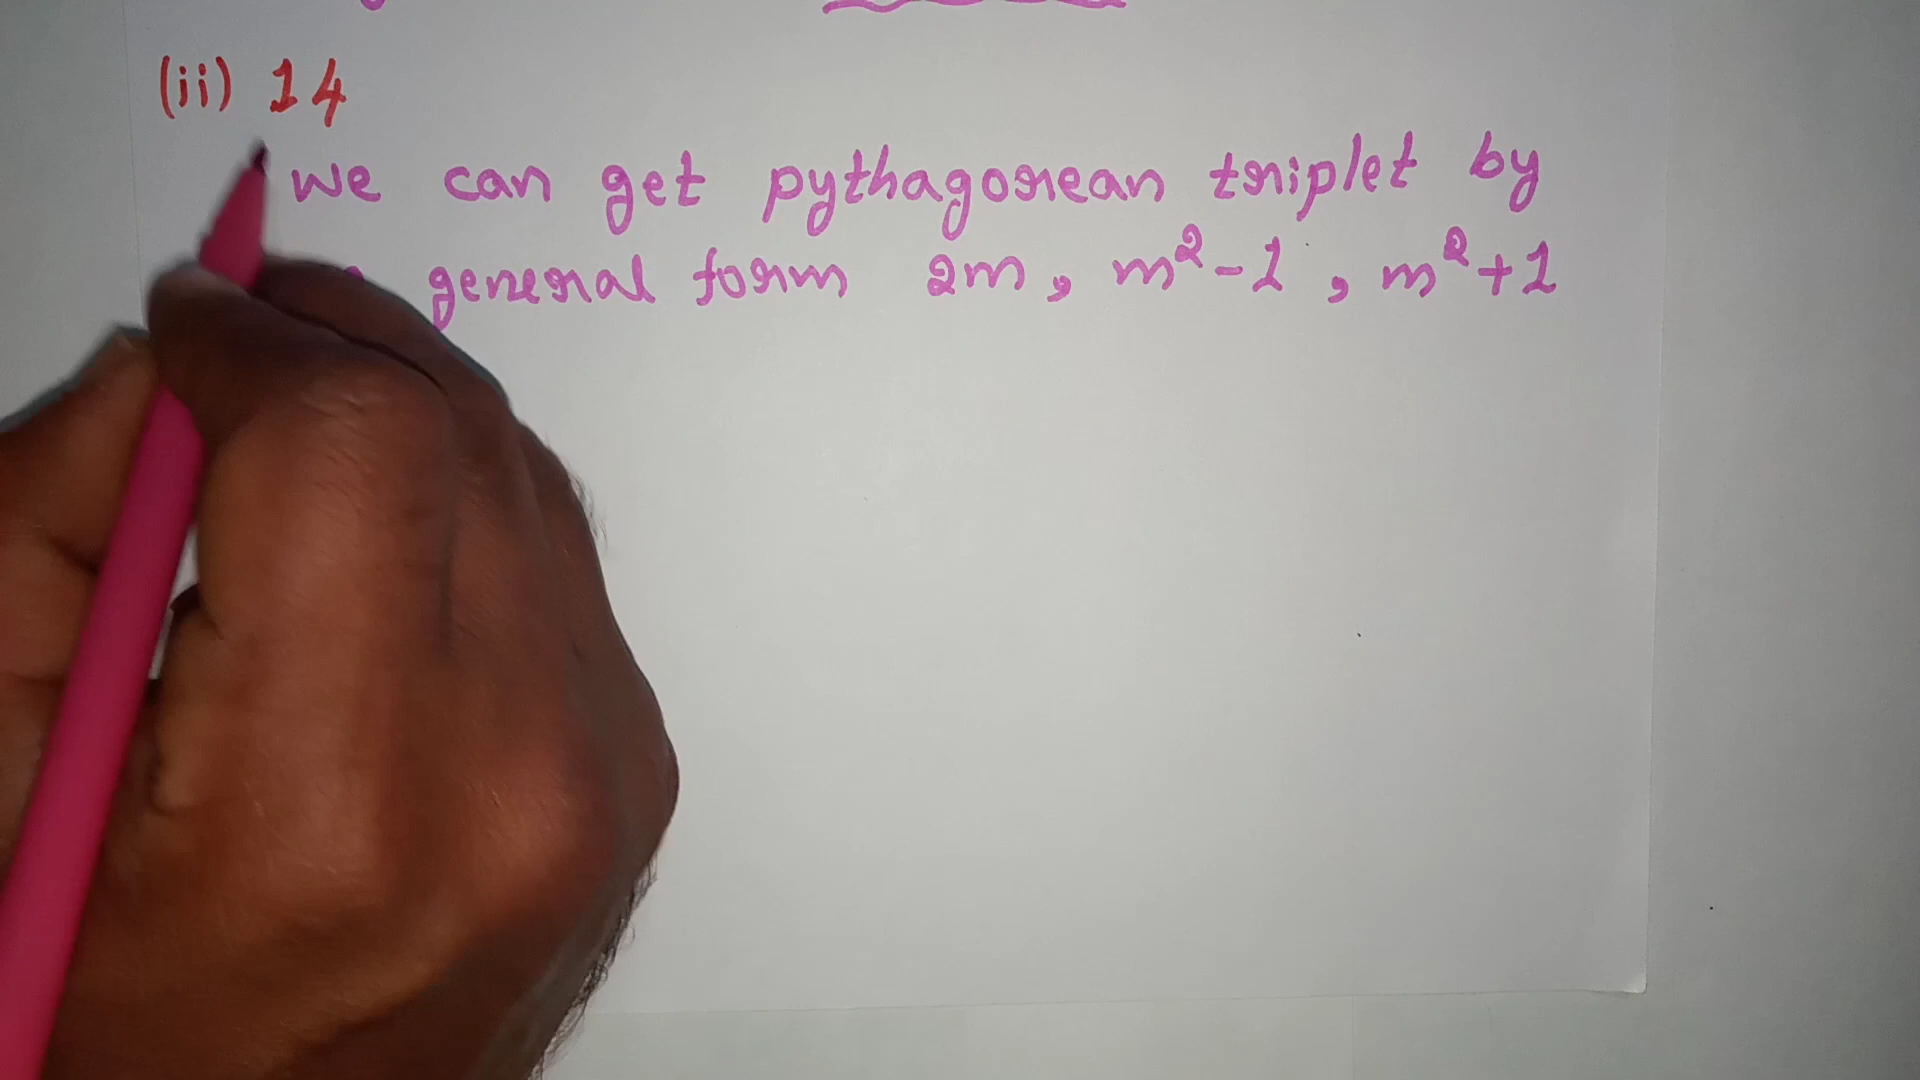 (ii) 14
we can get pythagorean triplet by
general form 2m, m²-1, m²+1